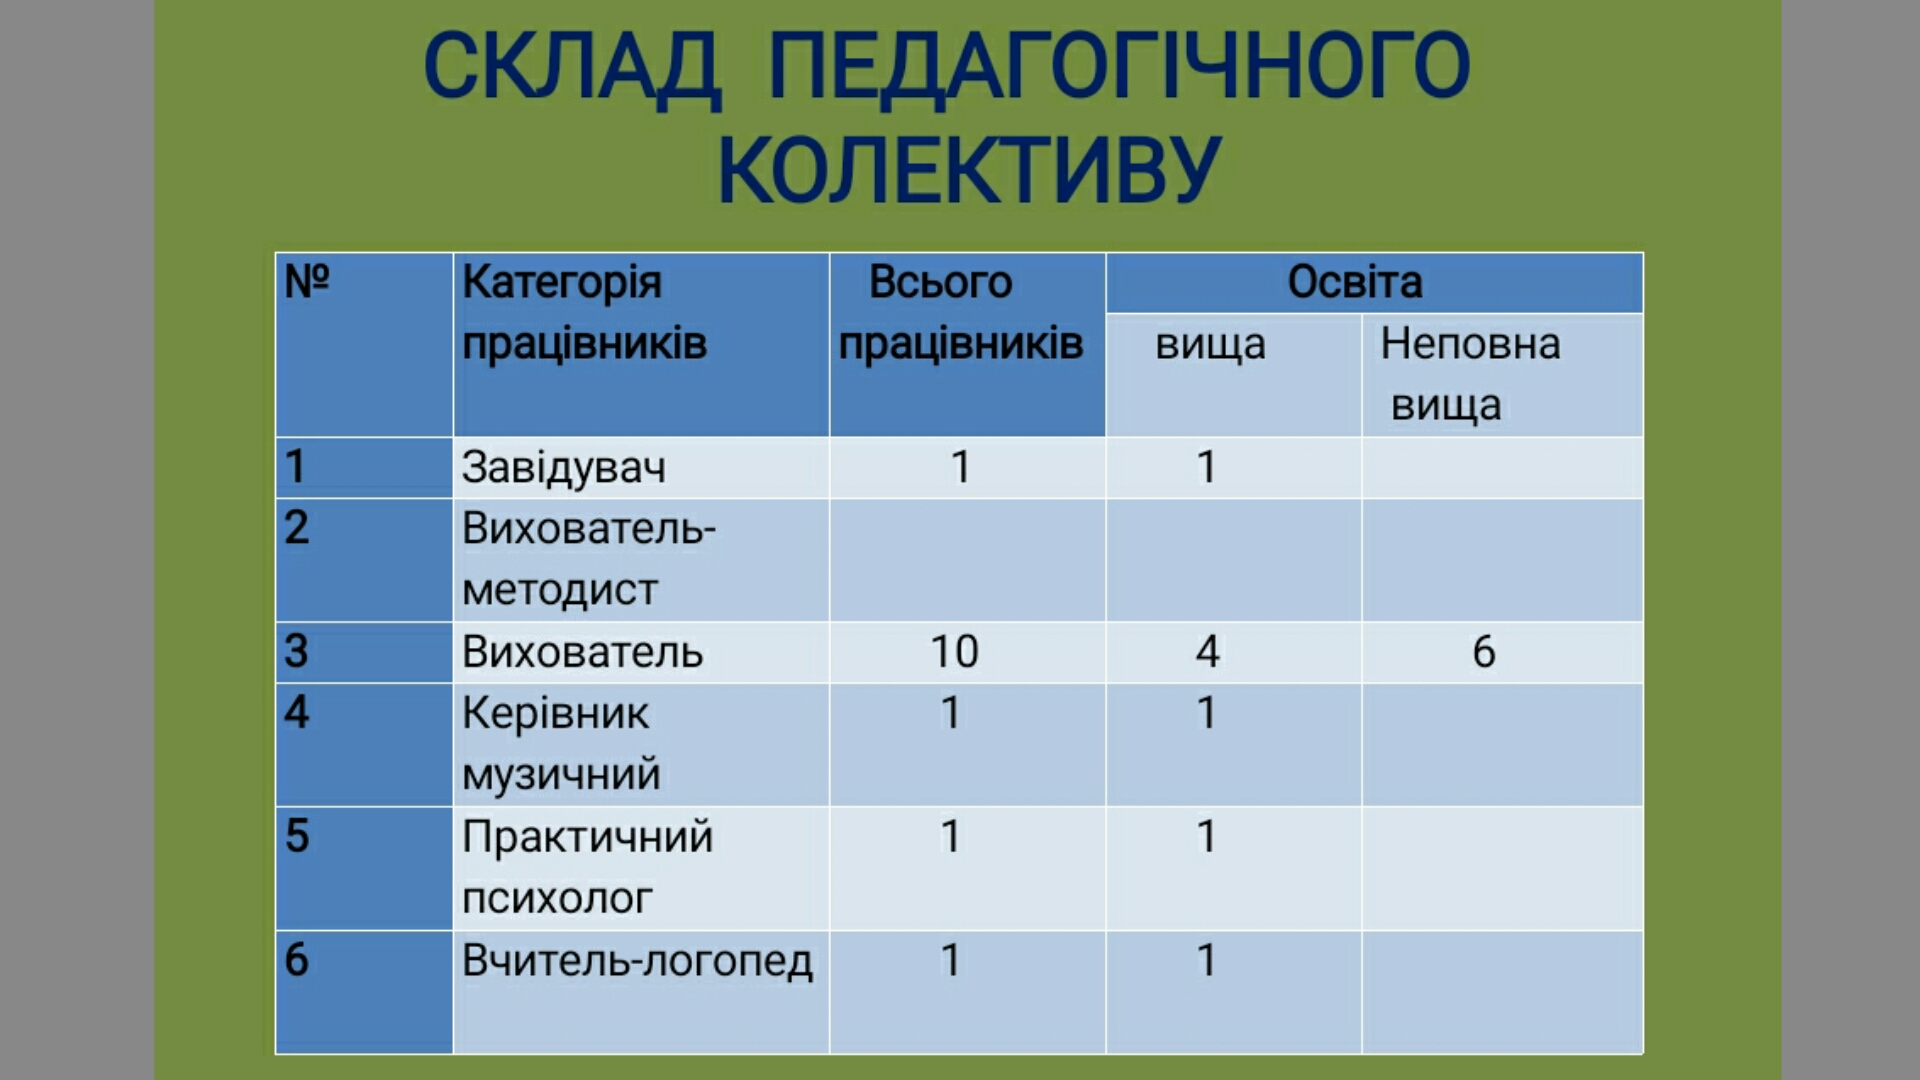 СКЛАД ПЕДАГОГІЧНОГО
КОЛЕКТИВУ
№ Категорія працівників Всього працівників Освіта
вища Неповна вища
1 Завідувач 1 1
2 Вихователь-методист
3 Вихователь 10 4 6
4 Керівник музичний 1 1
5 Практичний психолог 1 1
6 Вчитель-логопед 1 1